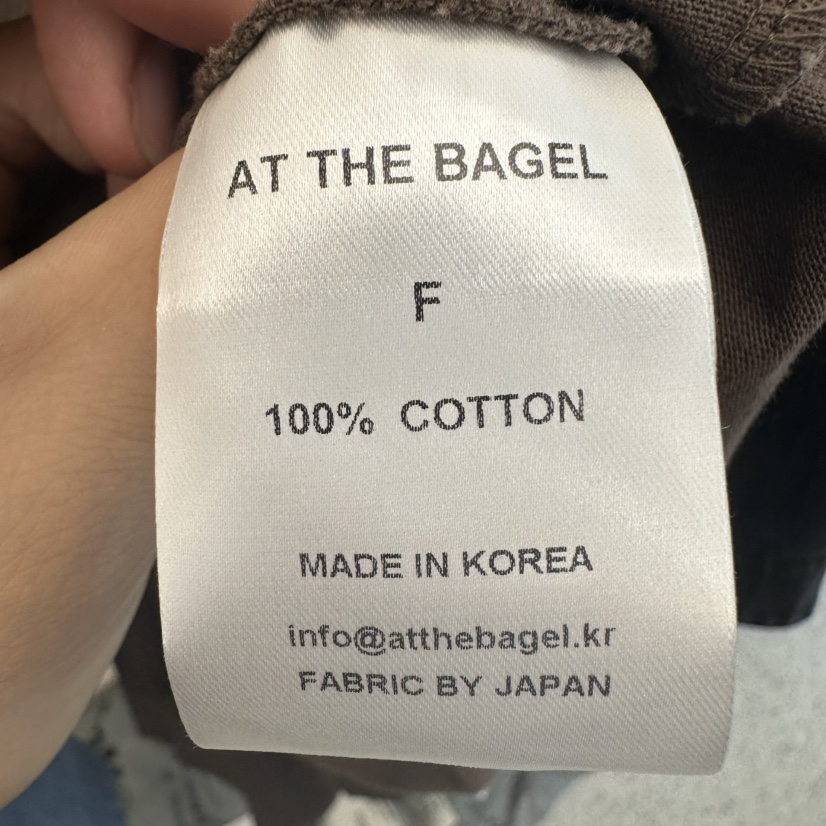 AT THE BAGEL
F
100% COTTON
MADE IN KOREA
info@atthebagel.kr
FABRIC BY JAPAN